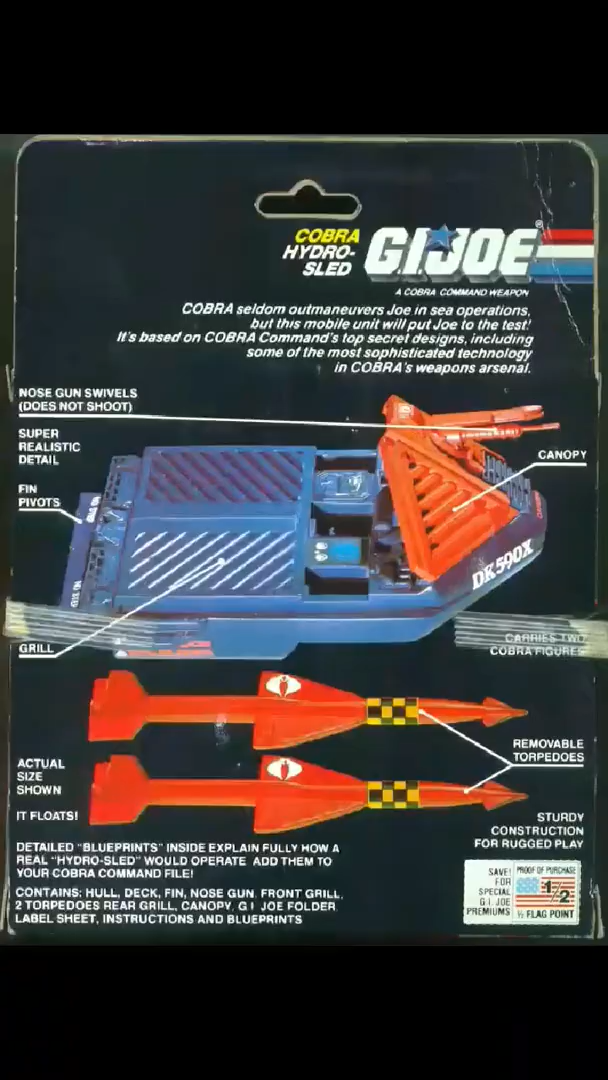 COBRA
HYDRO-
SLED
G.I.JOE®
A COBRA COMMAND WEAPON
COBRA seldom outmaneuvers Joe in sea operations,
but this mobile unit will put Joe to the test!
It's based on COBRA Command's top secret designs, including
some of the most sophisticated technology
in COBRA's weapons arsenal.
NOSE GUN SWIVELS
(DOES NOT SHOOT)
SUPER
REALISTIC
DETAIL
CANOPY
FIN
PIVOTS
DK590X
GRILL
CARRIES TWO
COBRA FIGURES
REMOVABLE
TORPEDOES
ACTUAL
SIZE
SHOWN
IT FLOATS!
STURDY
CONSTRUCTION
FOR RUGGED PLAY
DETAILED "BLUEPRINTS" INSIDE EXPLAIN FULLY HOW A
REAL "HYDRO-SLED" WOULD OPERATE ADD THEM TO
YOUR COBRA COMMAND FILE!
CONTAINS: HULL, DECK, FIN, NOSE GUN, FRONT GRILL,
2 TORPEDOES REAR GRILL, CANOPY, G.I. JOE FOLDER
LABEL SHEET, INSTRUCTIONS AND BLUEPRINTS
SAVE!
FOR
SPECIAL
G.I. JOE
PREMIUMS
PROOF OF PURCHASE
1/2
½ FLAG POINT